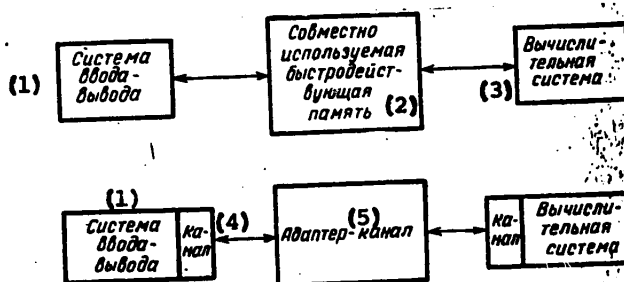 (1)
Система
ввода-
вывода
Совместно
используемая
быстродейст-
вующая
память (2)
(3)
Вычисли-
тельная
система
(1)
Система
ввода-
вывода
Ка-
нал
(4)
(5)
Адаптер-канал
Ка-
нал
Вычисли-
тельная
система